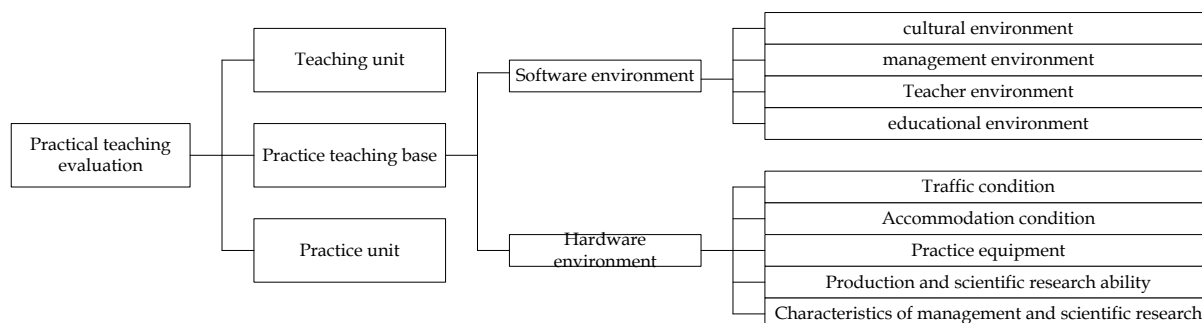 Practical teaching
evaluation
Teaching unit
Practice teaching base
Practice unit
Software environment
Hardware
environment
cultural environment
management environment
Teacher environment
educational environment
Traffic condition
Accommodation condition
Practice equipment
Production and scientific research ability
Characteristics of management and scientific research